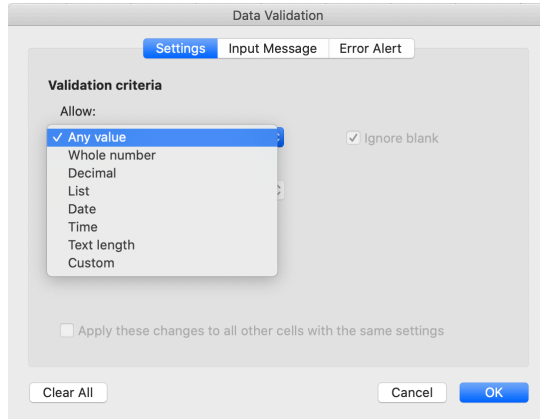 Data Validation
Settings Input Message Error Alert
Validation criteria
Allow:
✓ Any value
Ignore blank
Whole number
Decimal
List
Date
Time
Text length
Custom
Apply these changes to all other cells with the same settings
Clear All Cancel OK